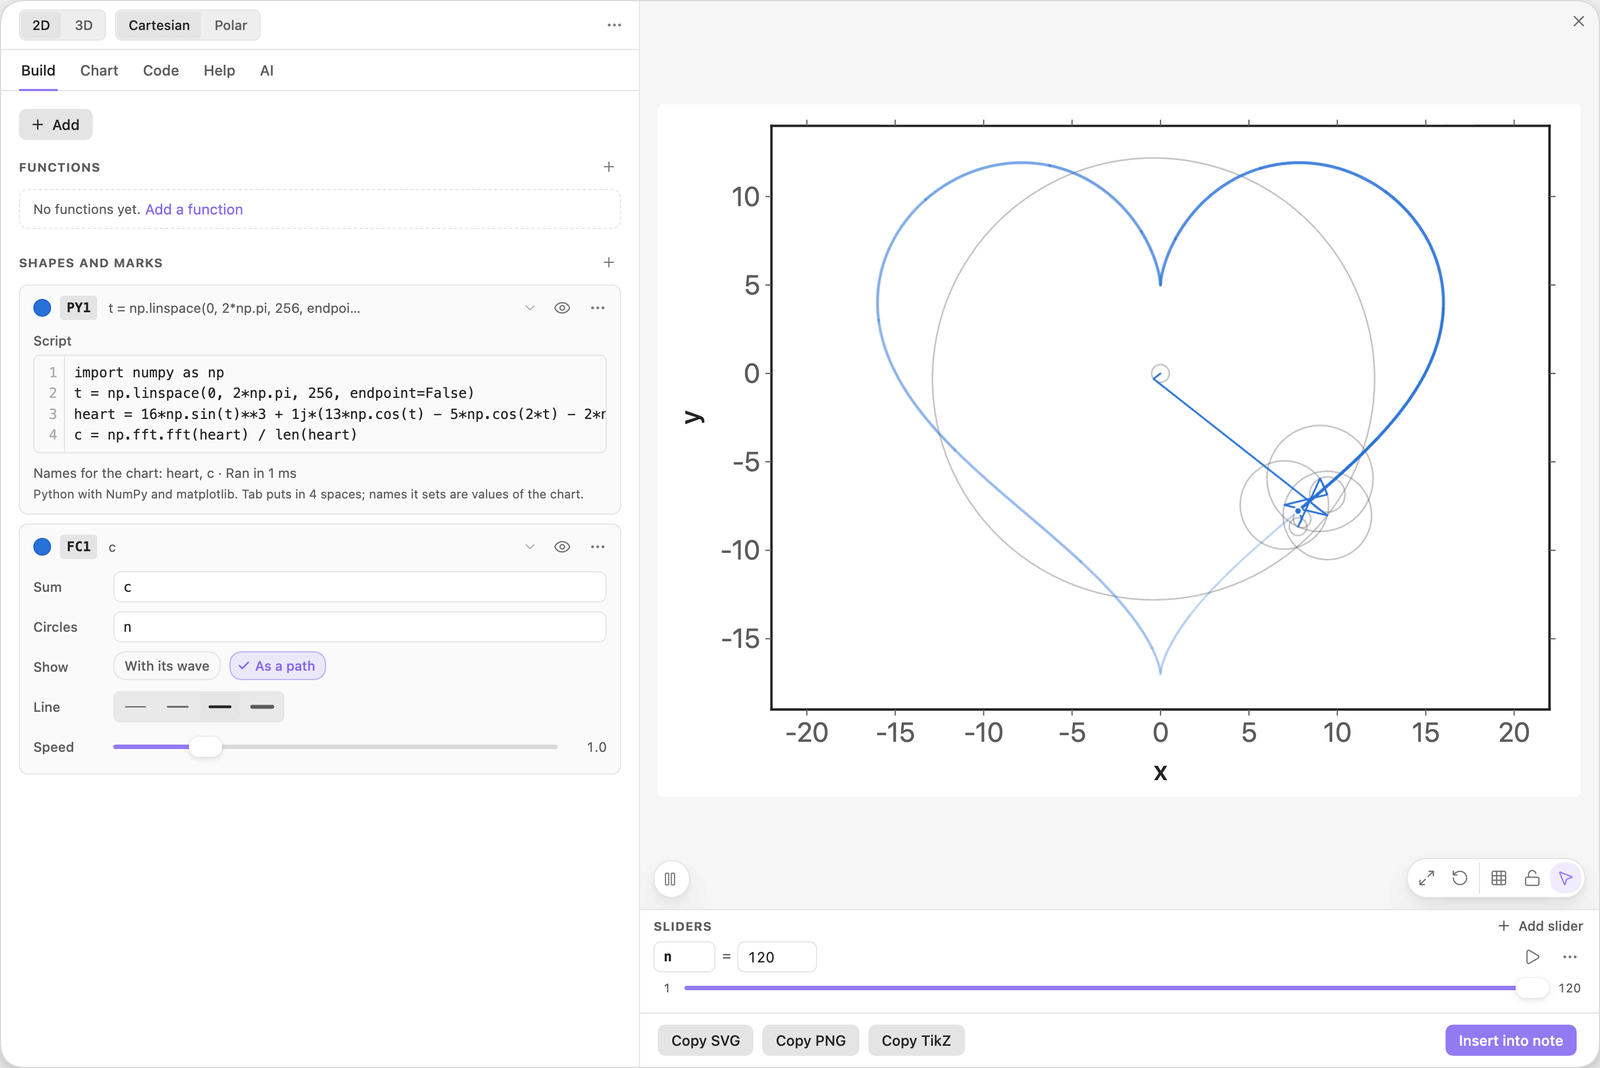 2D 3D Cartesian Polar
Build Chart Code Help AI
+ Add
FUNCTIONS
No functions yet. Add a function
SHAPES AND MARKS
PY1 t = np.linspace(0, 2*np.pi, 256, endpoi...
Script
1 import numpy as np
2 t = np.linspace(0, 2*np.pi, 256, endpoint=False)
3 heart = 16*np.sin(t)**3 + 1j*(13*np.cos(t) − 5*np.cos(2*t) − 2*
4 c = np.fft.fft(heart) / len(heart)
Names for the chart: heart, c · Ran in 1 ms
Python with NumPy and matplotlib. Tab puts in 4 spaces; names it sets are values of the chart.
FC1 c
Sum c
Circles n
Show With its wave As a path
Line
Speed 1.0
10
5
0
-5
-10
-15
y
-20 -15 -10 -5 0 5 10 15 20
x
SLIDERS + Add slider
n = 120
1 120
Copy SVG Copy PNG Copy TikZ Insert into note